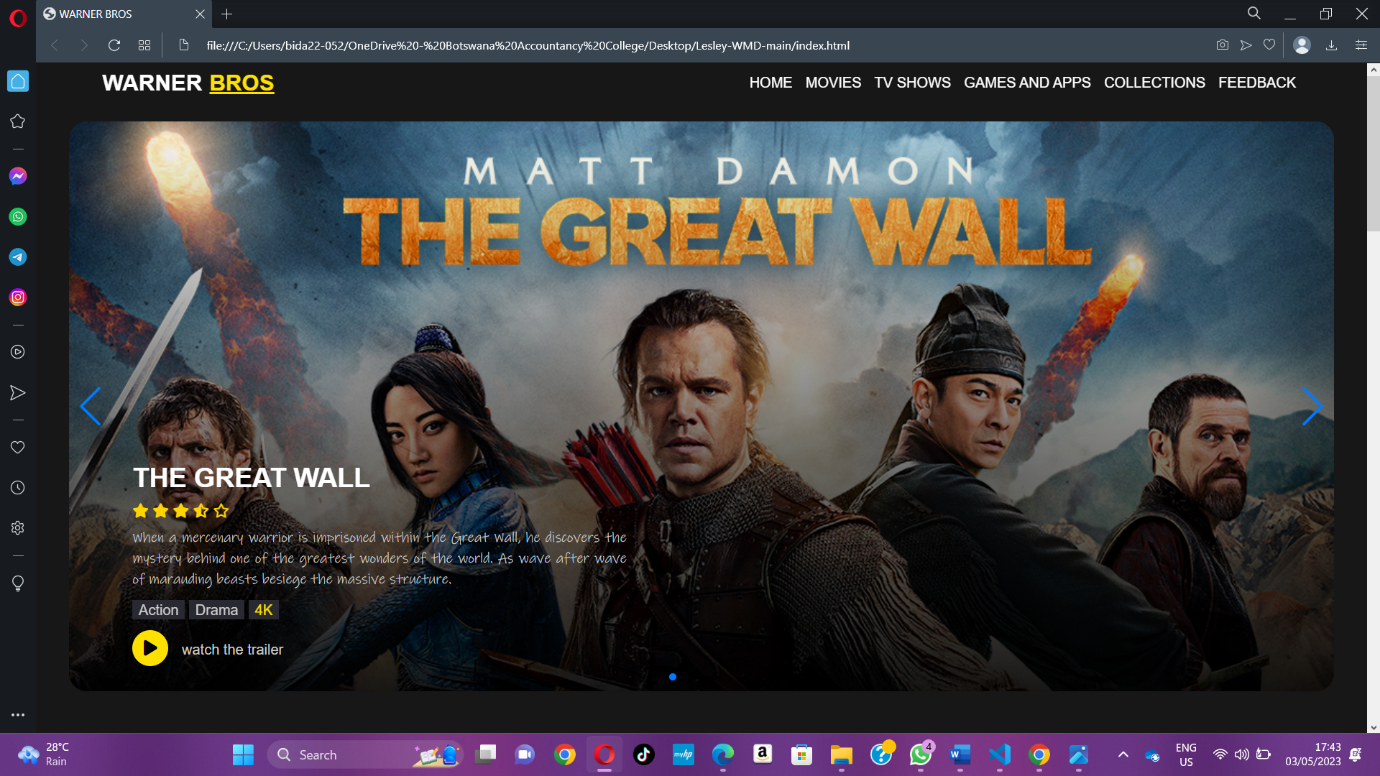 WARNER BROS
file:///C:/Users/bida22-052/OneDrive%20-%20Botswana%20Accountancy%20College/Desktop/Lesley-WMD-main/index.html
WARNER BROS
HOME MOVIES TV SHOWS GAMES AND APPS COLLECTIONS FEEDBACK
MATT DAMON
THE GREAT WALL
THE GREAT WALL
When a mercenary warrior is imprisoned within the Great Wall, he discovers the
mystery behind one of the greatest wonders of the world. As wave after wave
of marauding beasts besiege the massive structure.
Action Drama 4K
watch the trailer
28°C
Rain
Search
myhp
a
4
ENG
US
17:43
03/05/2023